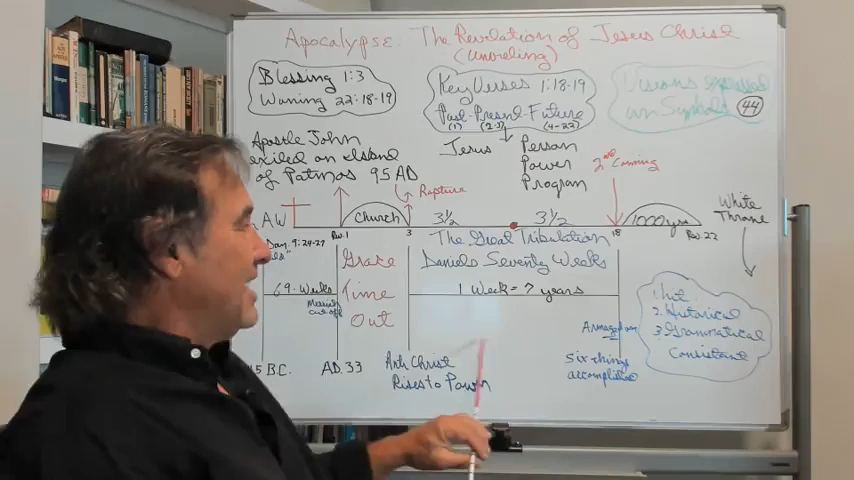 Apocalypse: The Revelation of Jesus Christ
(Unveiling)
Blessing 1:3
Warning 22:18-19
Key Verses 1:18-19
Past-Present-Future
(1) (2-3) (4-22)
Visions expressed
in Symbols 44
Apostle John
exiled on Island
of Patmos 95 AD
Jesus
Person
Power
Program
2nd Coming
Rapture
White
Throne
AW
Church
3½
3½
1000 yrs
Rev. 1
3
18
Rev. 22
Dan. 9:24-27
The Great Tribulation
Daniels Seventy Weeks
Grace
Time
Out
69 Weeks
Messiah
cut off
1 Week = 7 years
1. Lit
2. Historical
3. Grammatical
Consistant
Armageddon
Six things
accomplished
5 B.C.
AD. 33
Anti Christ
Rises to Power